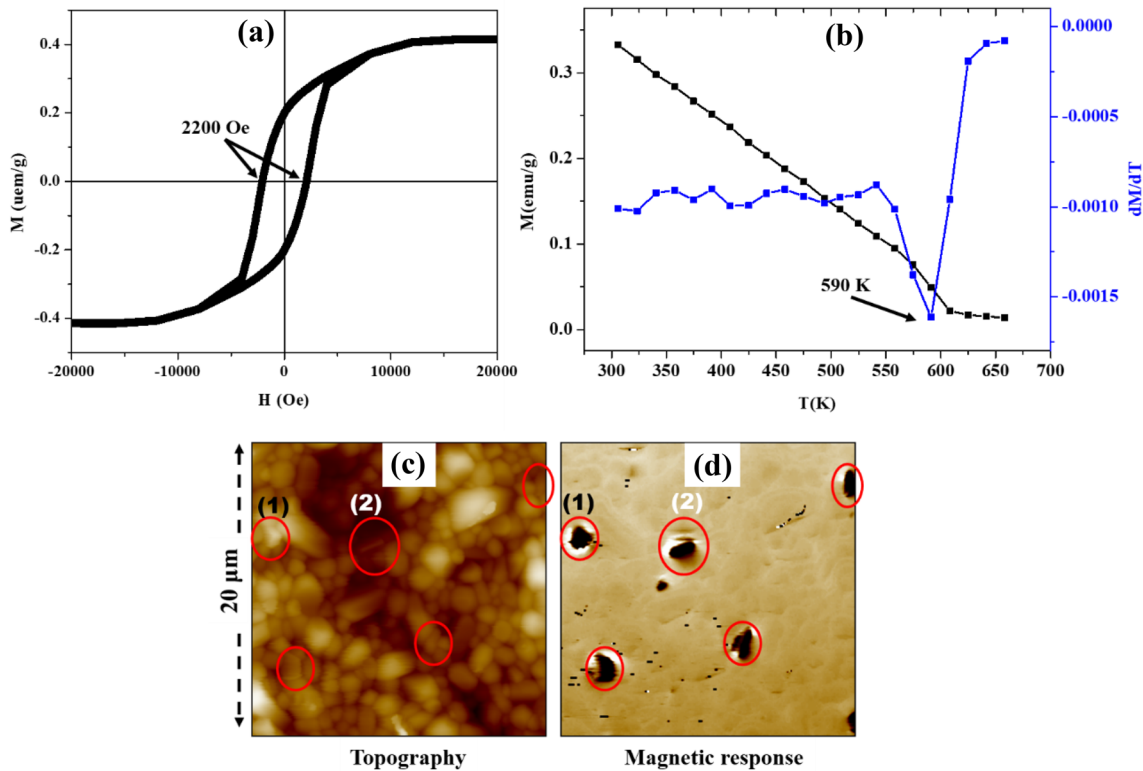 (a)
0.4
0.2
0.0
-0.2
-0.4
M (uem/g)
2200 Oe
-20000 -10000 0 10000 20000
H (Oe)
(b)
0.3
0.2
0.1
0.0
M(emu/g)
590 K
0.0000
-0.0005
-0.0010
-0.0015
dM/dT
300 350 400 450 500 550 600 650 700
T(K)
(c)
(1)
(2)
20 μm
Topography
(d)
(1)
(2)
Magnetic response